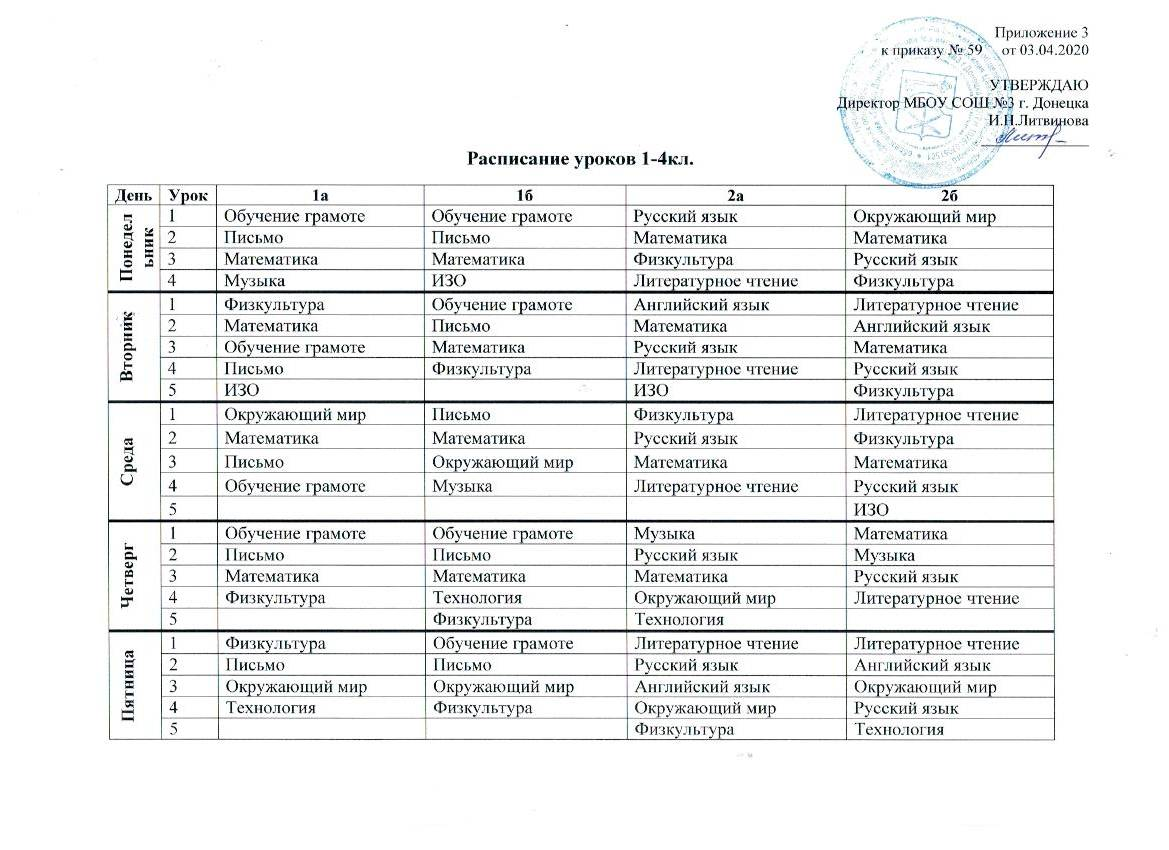 Приложение 3
к приказу № 59 от 03.04.2020
УТВЕРЖДАЮ
Директор МБОУ СОШ №3 г. Донецка
И.Н.Литвинова
Расписание уроков 1-4кл.
День Урок 1а 1б 2а 2б
Понедельник
1 Обучение грамоте Обучение грамоте Русский язык Окружающий мир
2 Письмо Письмо Математика Математика
3 Математика Математика Физкультура Русский язык
4 Музыка ИЗО Литературное чтение Физкультура
Вторник
1 Физкультура Обучение грамоте Английский язык Литературное чтение
2 Математика Письмо Математика Английский язык
3 Обучение грамоте Математика Русский язык Математика
4 Письмо Физкультура Литературное чтение Русский язык
5 ИЗО ИЗО Физкультура
Среда
1 Окружающий мир Письмо Физкультура Литературное чтение
2 Математика Математика Русский язык Физкультура
3 Письмо Окружающий мир Математика Математика
4 Обучение грамоте Музыка Литературное чтение Русский язык
5 ИЗО
Четверг
1 Обучение грамоте Обучение грамоте Музыка Математика
2 Письмо Письмо Русский язык Музыка
3 Математика Математика Математика Русский язык
4 Физкультура Технология Окружающий мир Литературное чтение
5 Физкультура Технология
Пятница
1 Физкультура Обучение грамоте Литературное чтение Литературное чтение
2 Письмо Письмо Русский язык Английский язык
3 Окружающий мир Окружающий мир Английский язык Окружающий мир
4 Технология Физкультура Окружающий мир Русский язык
5 Физкультура Технология